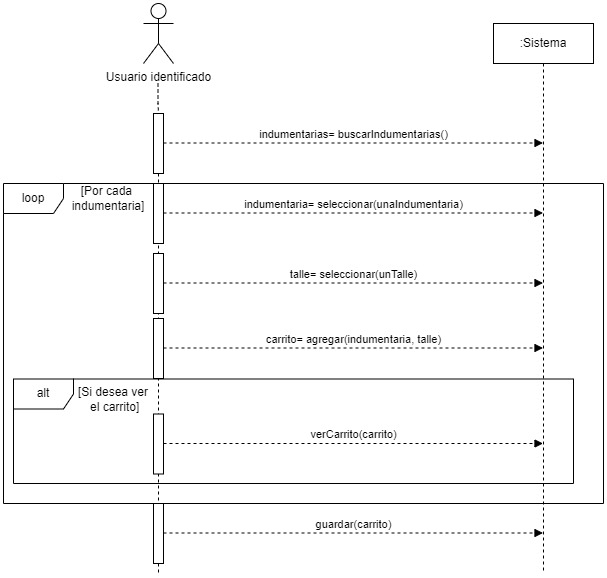 :Sistema
Usuario identificado
indumentarias= buscarIndumentarias()
loop
[Por cada
indumentaria]
indumentaria= seleccionar(unaIndumentaria)
talle= seleccionar(unTalle)
carrito= agregar(indumentaria, talle)
alt
[Si desea ver
el carrito]
verCarrito(carrito)
guardar(carrito)